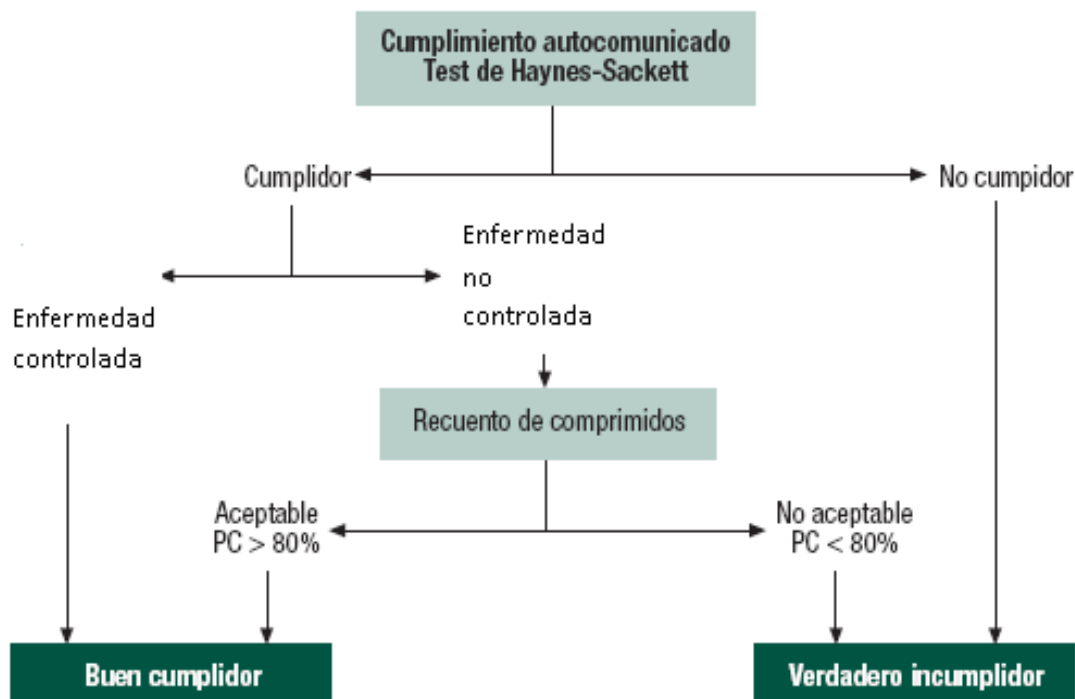 Cumplimiento autocomunicado
Test de Haynes-Sackett
Cumplidor
No cumpidor
Enfermedad
no
controlada
Enfermedad
controlada
Recuento de comprimidos
Aceptable
PC > 80%
No aceptable
PC < 80%
Buen cumplidor
Verdadero incumplidor